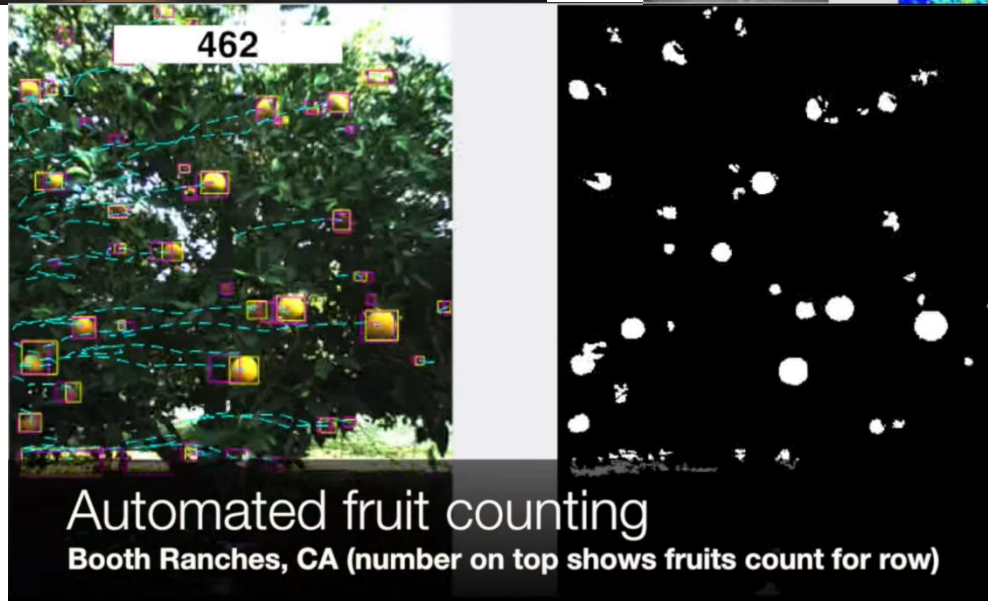 462
Automated fruit counting
Booth Ranches, CA (number on top shows fruits count for row)